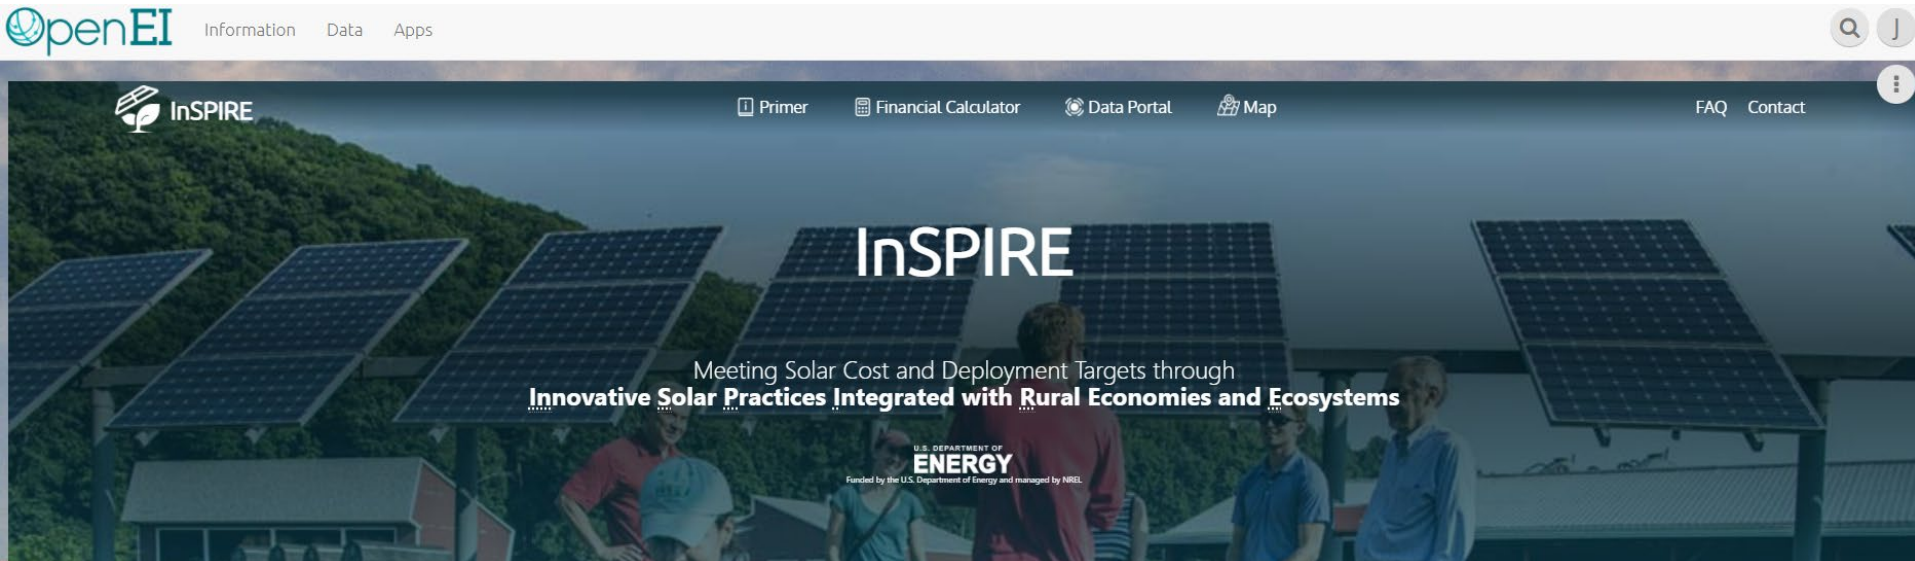 OpenEI Information Data Apps J
InSPIRE Primer Financial Calculator Data Portal Map FAQ Contact
InSPIRE
Meeting Solar Cost and Deployment Targets through
Innovative Solar Practices Integrated with Rural Economies and Ecosystems
U.S. DEPARTMENT OF
ENERGY
Funded by the U.S. Department of Energy and managed by NREL